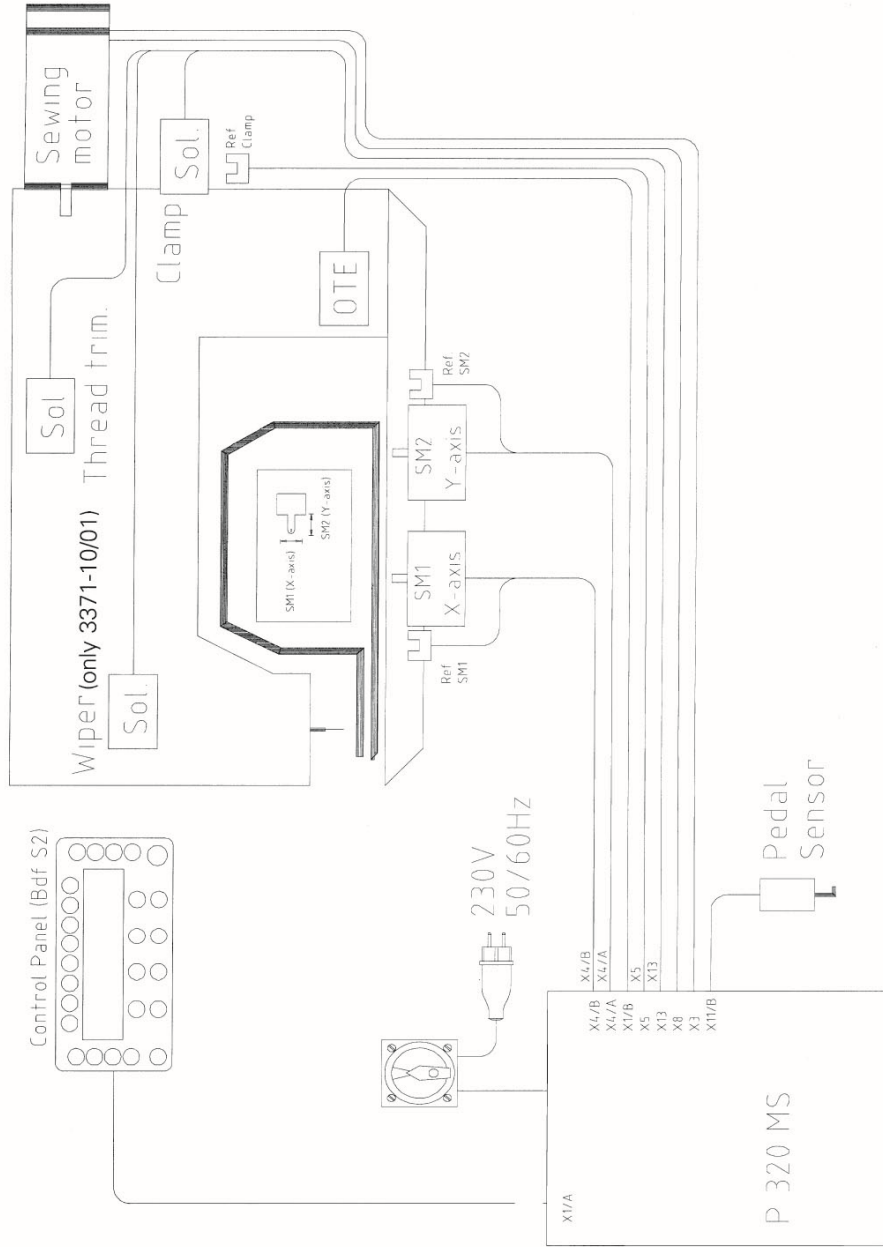 Control Panel (Bdf S2)
Wiper (only 3371-10/01)
Sol.
Thread trim.
Sol
Sewing
motor
Clamp
Sol.
Ref
Clamp
OTE
SM1 (X-axis)
SM2 (Y-axis)
SM1
X-axis
SM2
Y-axis
Ref
SM1
Ref
SM2
230V
50/60Hz
Pedal
Sensor
X4/B
X4/A
X5
X13
X4/B
X4/A
X1/B
X5
X13
X8
X3
X11/B
X1/A
P 320 MS